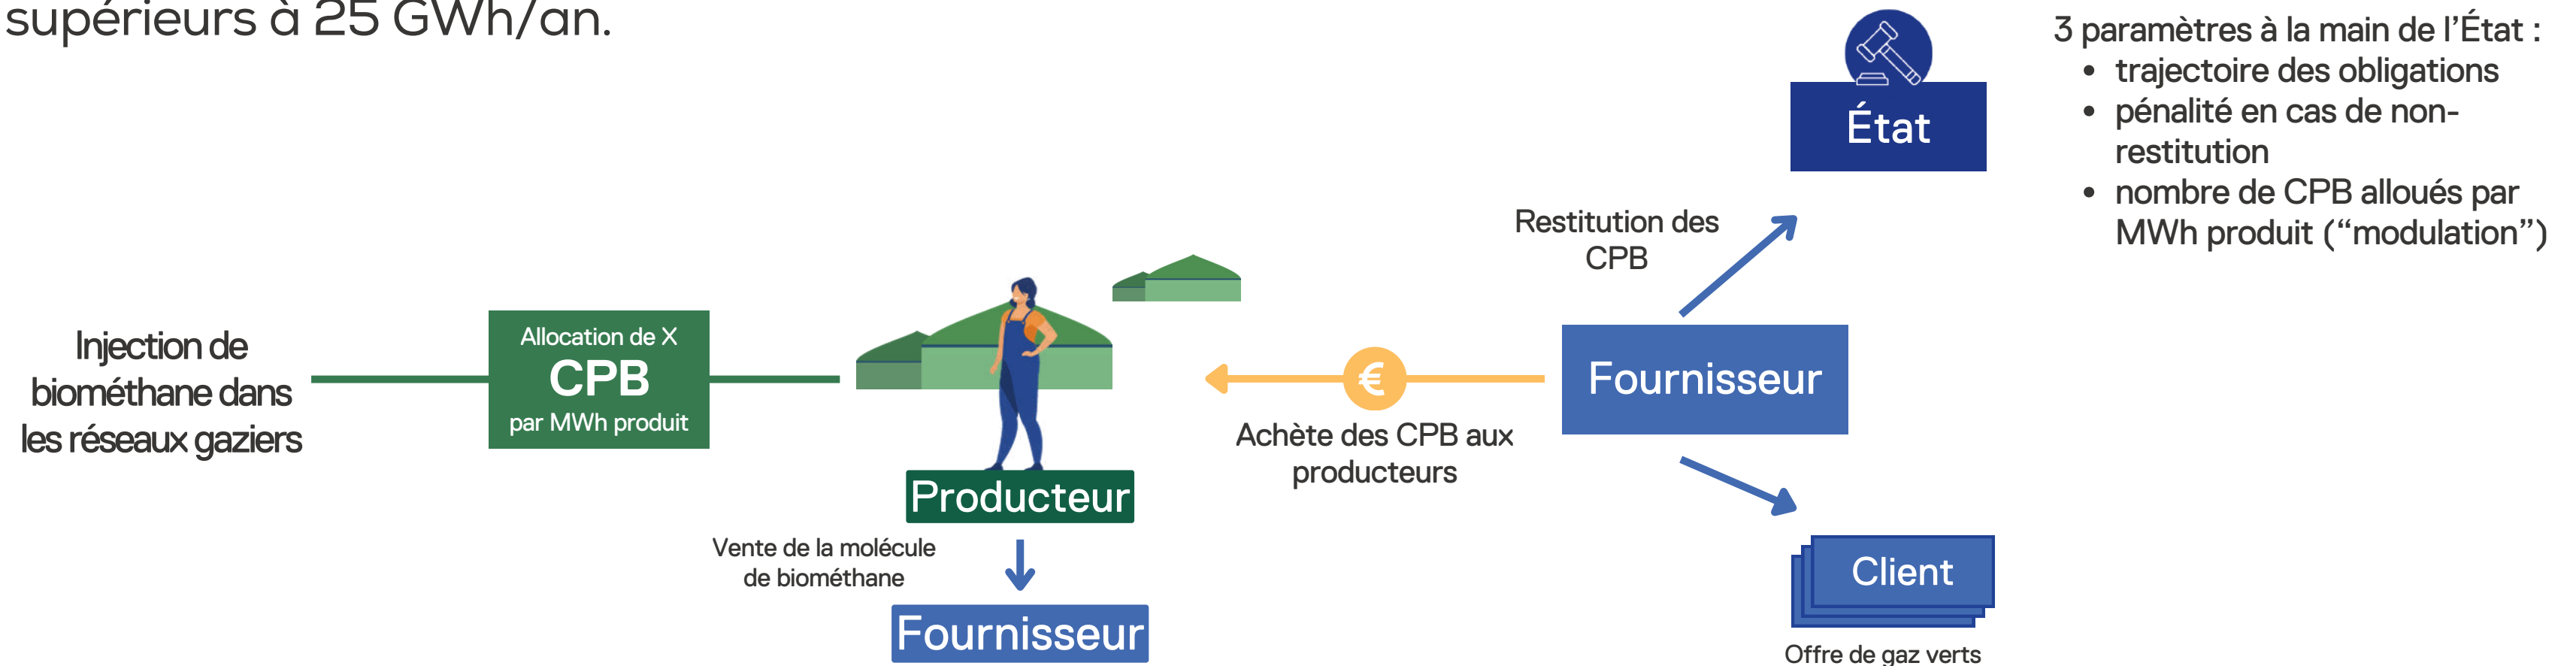 supérieurs à 25 GWh/an.
3 paramètres à la main de l'État :
• trajectoire des obligations
• pénalité en cas de non-
restitution
• nombre de CPB alloués par
MWh produit (“modulation”)
État
Restitution des
CPB
Injection de
biométhane dans
les réseaux gaziers
Allocation de X
CPB
par MWh produit
€
Achète des CPB aux
producteurs
Fournisseur
Producteur
Vente de la molécule
de biométhane
Fournisseur
Client
Offre de gaz verts